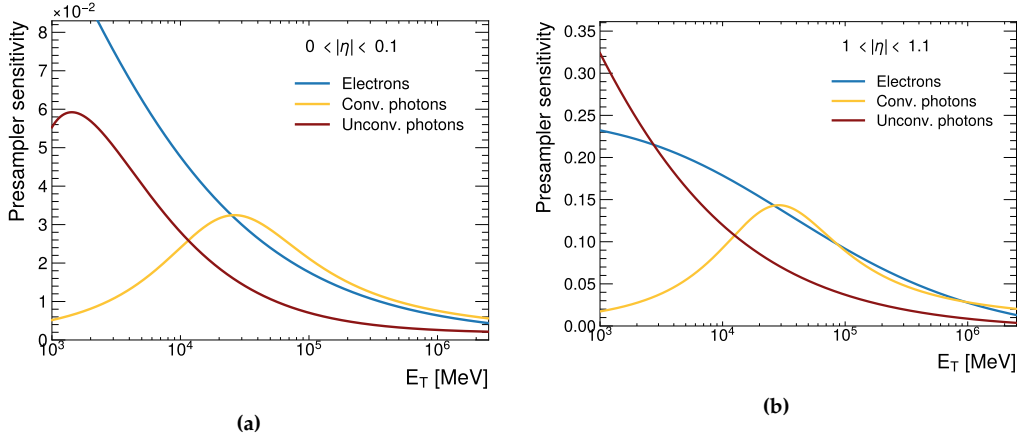 ×10⁻²
Presampler sensitivity
8
7
6
5
4
3
2
1
0
0 < |η| < 0.1
Electrons
Conv. photons
Unconv. photons
10³
10⁴
10⁵
10⁶
E_T [MeV]
(a)
Presampler sensitivity
0.35
0.30
0.25
0.20
0.15
0.10
0.05
0.00
1 < |η| < 1.1
Electrons
Conv. photons
Unconv. photons
10³
10⁴
10⁵
10⁶
E_T [MeV]
(b)